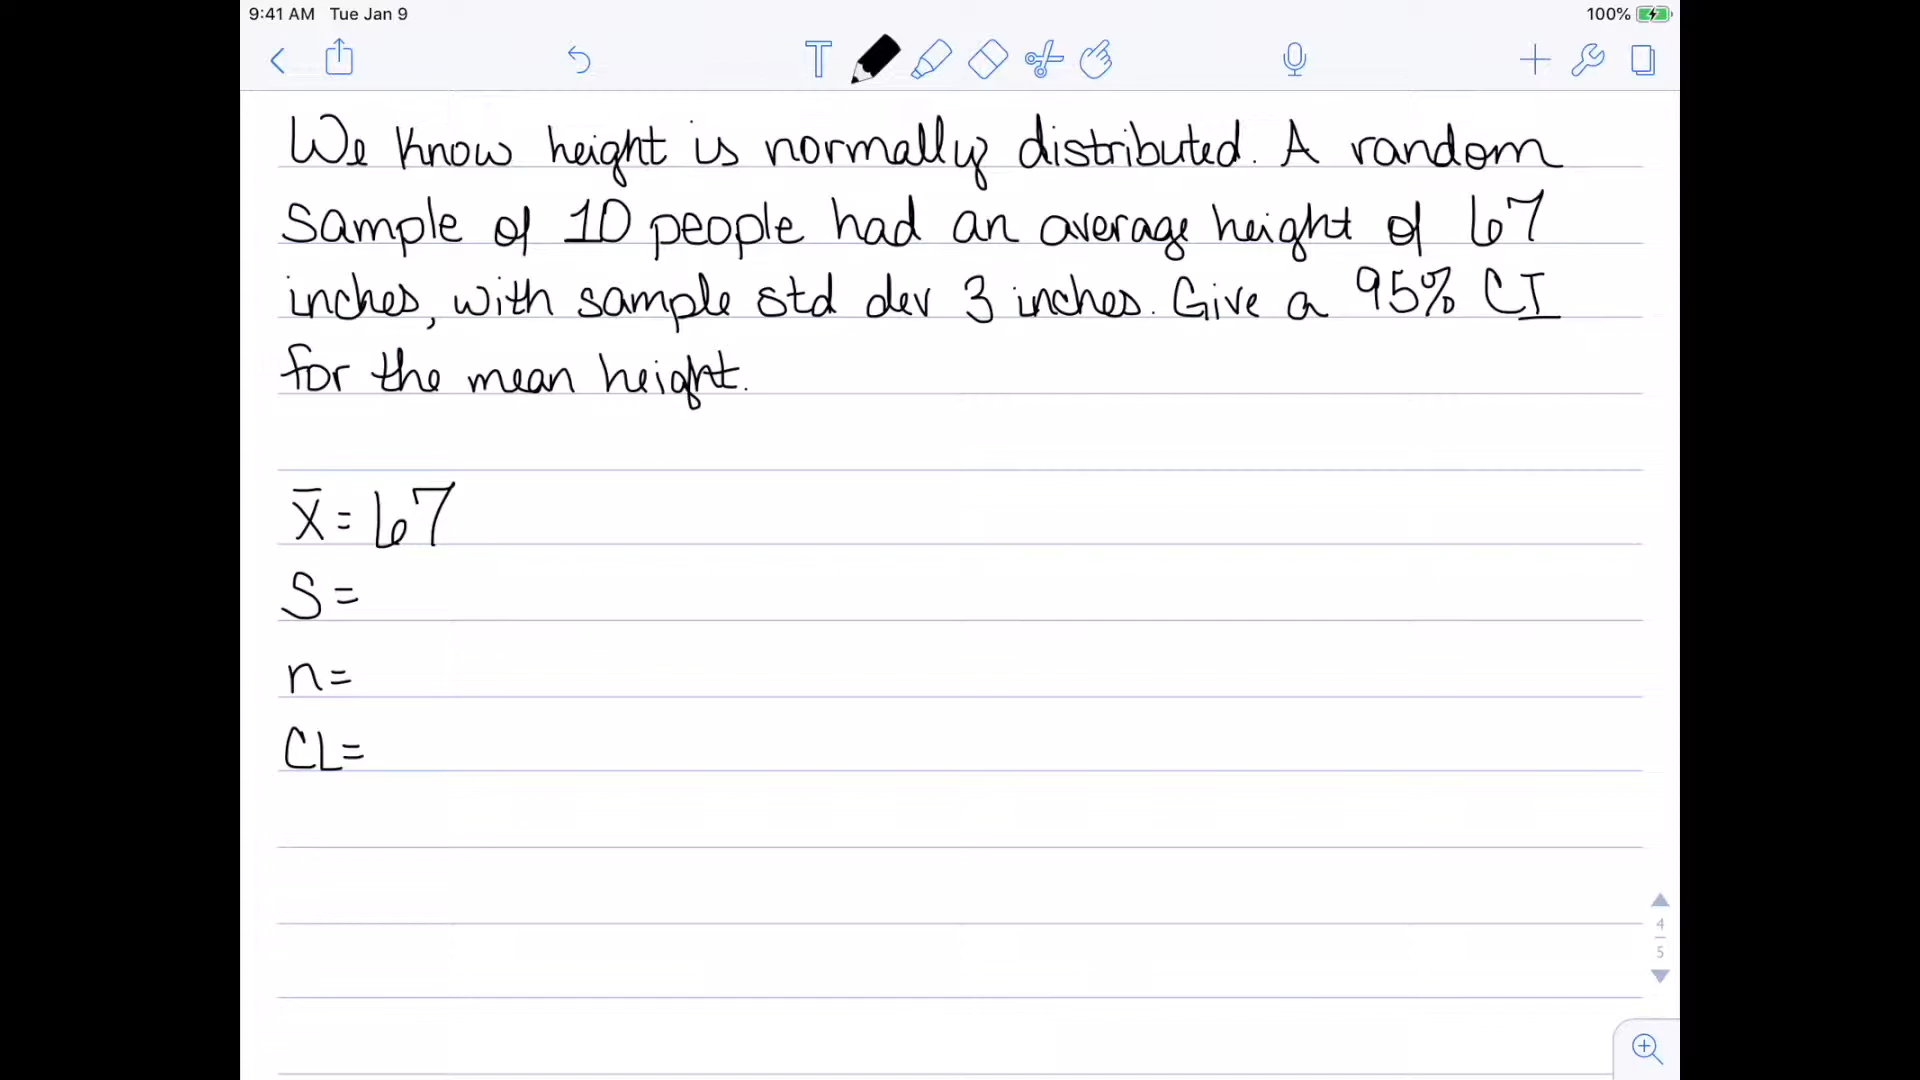 9:41 AM Tue Jan 9 100%
T
We know height is normally distributed. A random
sample of 10 people had an average height of 67
inches, with sample std dev 3 inches. Give a 95% CI
for the mean height.
x̄ = 67
S =
n =
CL =
4
5